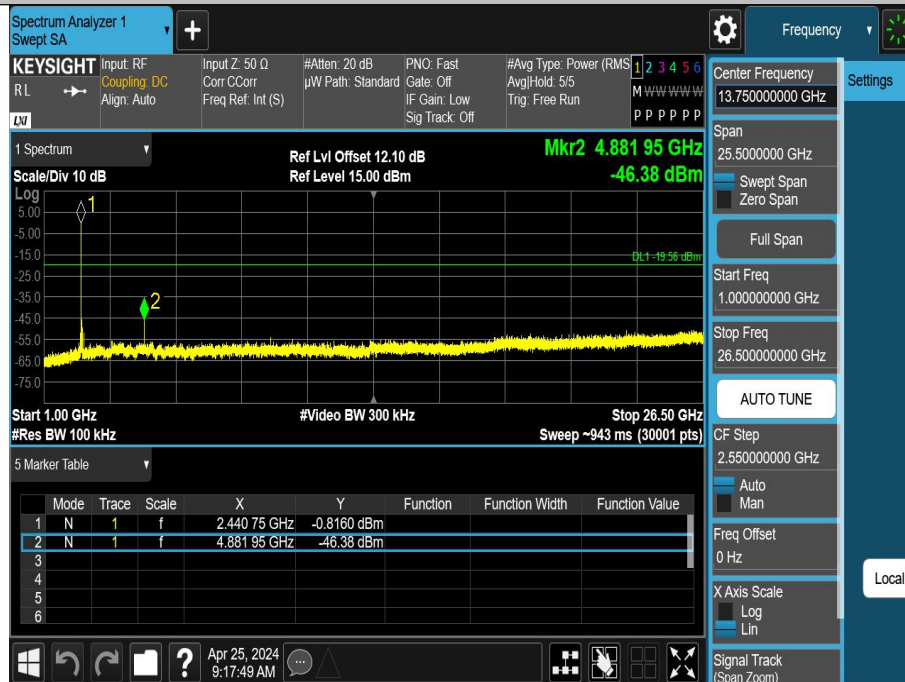 Spectrum Analyzer 1
Swept SA
Frequency
KEYSIGHT
RL
LXI
Input: RF
Coupling: DC
Align: Auto
Input Z: 50 Ω
Corr CCorr
Freq Ref: Int (S)
#Atten: 20 dB
µW Path: Standard
PNO: Fast
Gate: Off
IF Gain: Low
Sig Track: Off
#Avg Type: Power (RMS
Avg|Hold: 5/5
Trig: Free Run
1 2 3 4 5 6
M W W W W W
P P P P P P
1 Spectrum
Scale/Div 10 dB
Ref Lvl Offset 12.10 dB
Ref Level 15.00 dBm
Mkr2 4.881 95 GHz
-46.38 dBm
Log
5.00
-5.00
-15.0
-25.0
-35.0
-45.0
-55.0
-65.0
-75.0
1
2
DL1 -19.56 dBm
Start 1.00 GHz
#Res BW 100 kHz
#Video BW 300 kHz
Stop 26.50 GHz
Sweep ~943 ms (30001 pts)
5 Marker Table
Mode Trace Scale X Y Function Function Width Function Value
1 N 1 f 2.440 75 GHz -0.8160 dBm
2 N 1 f 4.881 95 GHz -46.38 dBm
3
4
5
6
?
Apr 25, 2024
9:17:49 AM
Center Frequency
13.750000000 GHz
Settings
Span
25.5000000 GHz
Swept Span
Zero Span
Full Span
Start Freq
1.000000000 GHz
Stop Freq
26.500000000 GHz
AUTO TUNE
CF Step
2.550000000 GHz
Auto
Man
Freq Offset
0 Hz
Local
X Axis Scale
Log
Lin
Signal Track
(Span Zoom)